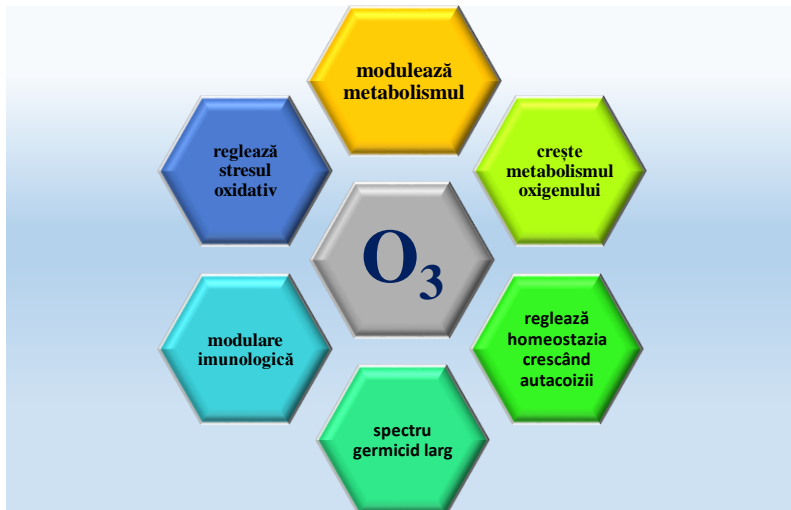 modulează
metabolismul
crește
metabolismul
oxigenului
reglează
homeostazia
crescând
autacoizii
spectru
germicid larg
modulare
imunologică
reglează
stresul
oxidativ
O₃